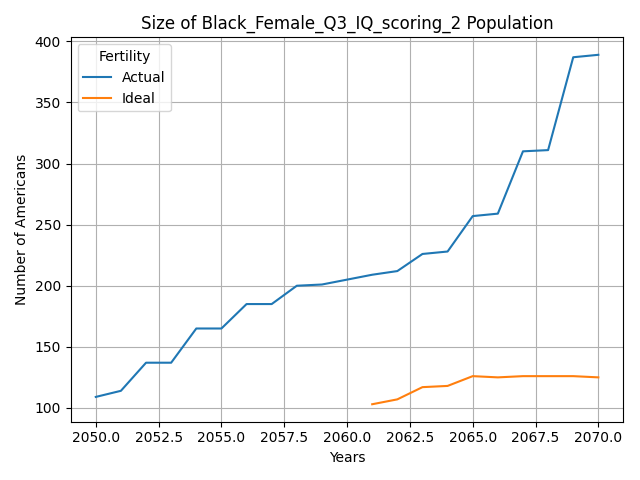 Size of Black_Female_Q3_IQ_scoring_2 Population
Number of Americans
400
350
300
250
200
150
100
Fertility
Actual
Ideal
2050.0 2052.5 2055.0 2057.5 2060.0 2062.5 2065.0 2067.5 2070.0
Years